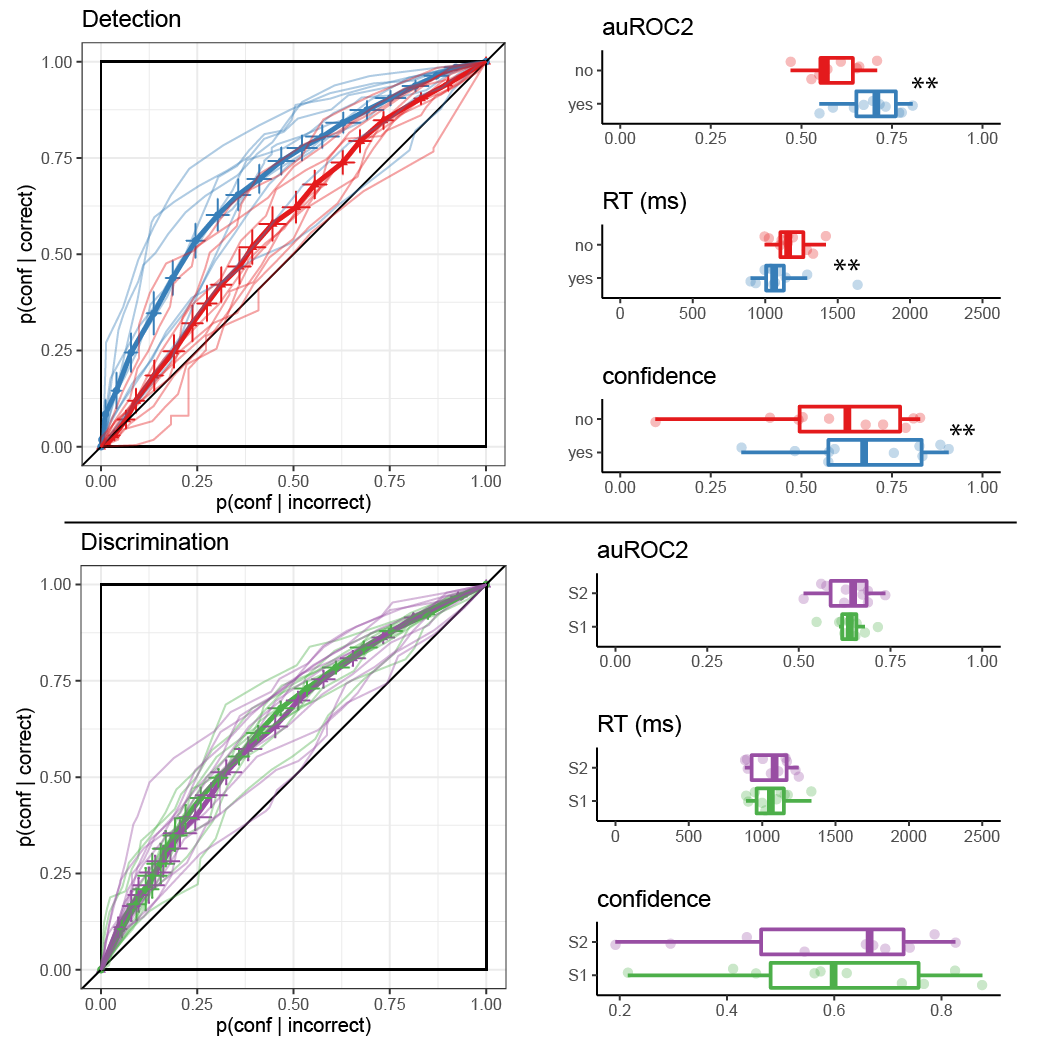 Detection
1.00
0.75
0.50
0.25
0.00
p(conf | correct)
0.00 0.25 0.50 0.75 1.00
p(conf | incorrect)
auROC2
no
**
yes
0.00 0.25 0.50 0.75 1.00
RT (ms)
no
**
yes
0 500 1000 1500 2000 2500
confidence
no
**
yes
0.00 0.25 0.50 0.75 1.00
Discrimination
1.00
0.75
0.50
0.25
0.00
p(conf | correct)
0.00 0.25 0.50 0.75 1.00
p(conf | incorrect)
auROC2
S2
S1
0.00 0.25 0.50 0.75 1.00
RT (ms)
S2
S1
0 500 1000 1500 2000 2500
confidence
S2
S1
0.2 0.4 0.6 0.8